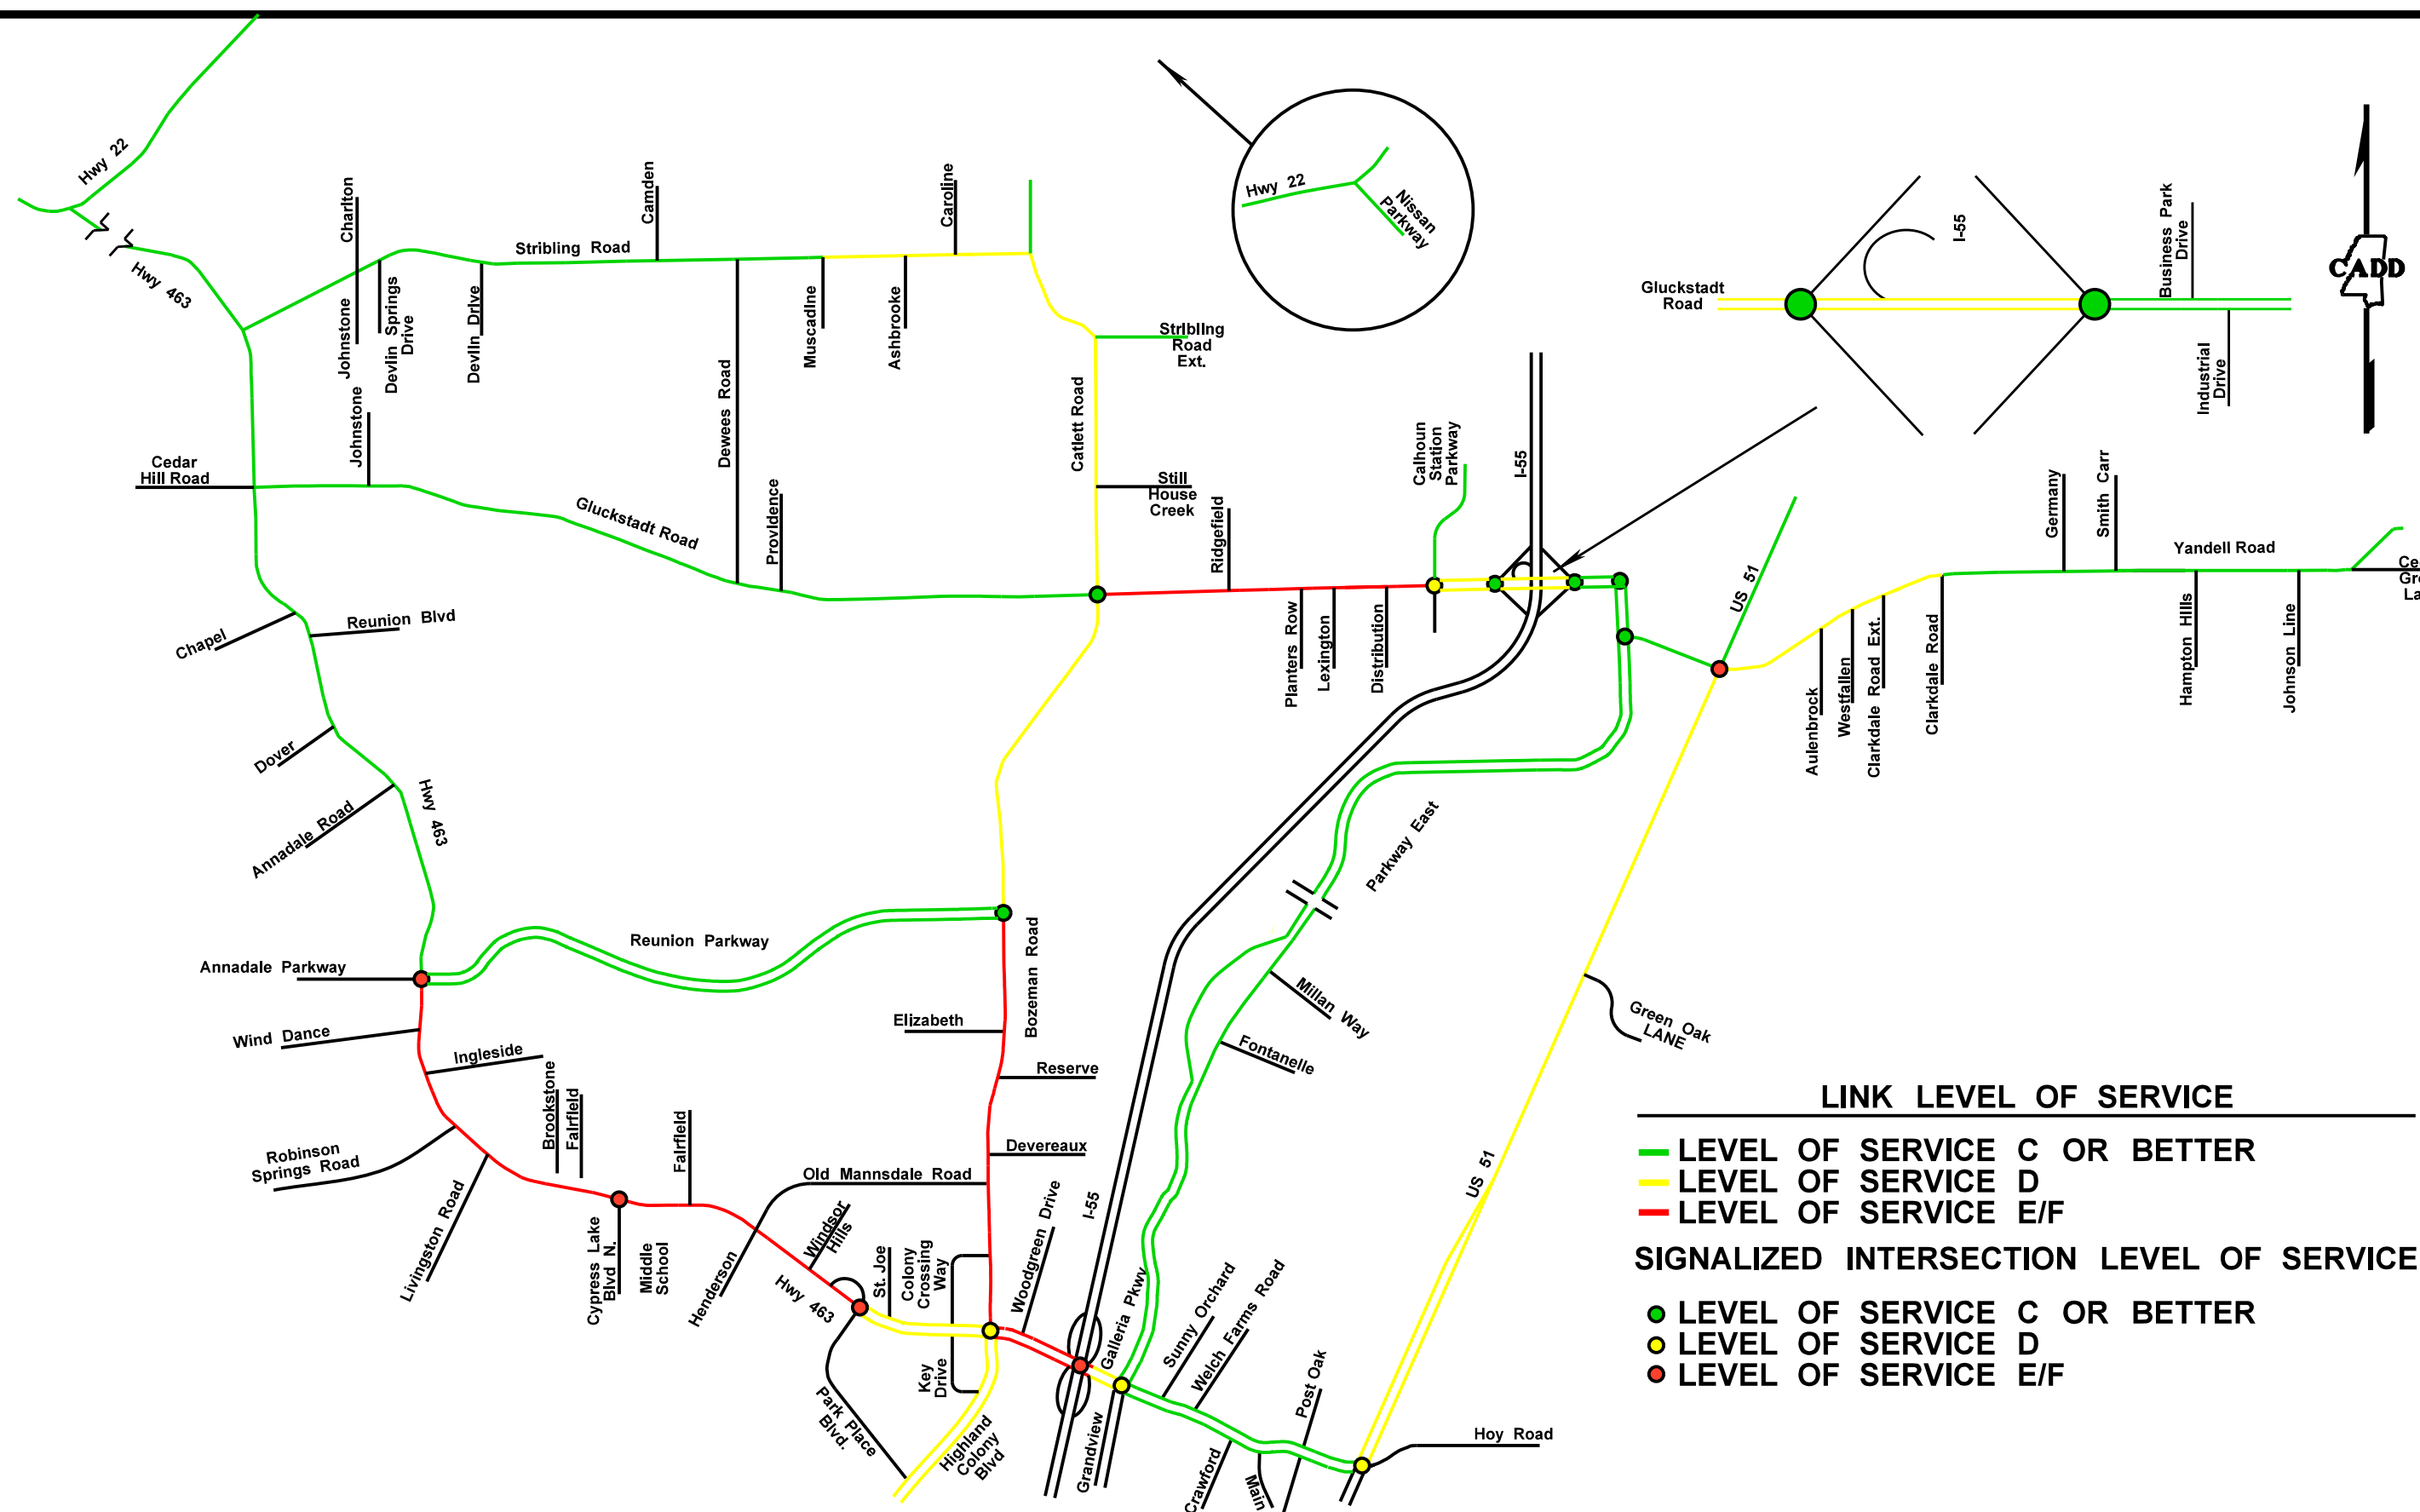 Hwy 22
Hwy 463
Charlton
Johnstone
Devlin Springs
Drive
DevlIn DrIve
Stribling Road
Camden
Dewees Road
MuscadIne
Ashbrooke
Caroline
Hwy 22
Nissan
Parkway
StrIblIng
Road
Ext.
Catlett Road
Still
House
Creek
Johnstone
Cedar
Hill Road
Gluckstadt Road
Providence
Ridgefield
Planters Row
Lexington
Distribution
Calhoun
Station
Parkway
I-55
Gluckstadt
Road
I-55
Business Park
Drive
Industrial
Drive
CADD
US 51
Germany
Smith Carr
Yandell Road
Aulenbrock
Westfallen
Clarkdale Road Ext.
Clarkdale Road
Hampton HIlls
Johnson Line
Chapel
Reunion Blvd
Dover
Annadale Road
Hwy 463
Annadale Parkway
Reunion Parkway
Wind Dance
Ingleside
Robinson
Springs Road
Livingston Road
Brookstone
FaIrfIeld
Cypress Lake
Blvd N.
Middle
School
FaIrfield
Henderson
Old Mannsdale Road
Windsor
Hills
Hwy 463
St. Joe
Colony
Crossing
Way
Key
Drive
Park Place
Blvd.
Highland
Colony
Blvd
Bozeman Road
Elizabeth
Reserve
Devereaux
Woodgreen Drive
I-55
Galleria Pkwy
Grandview
Sunny Orchard
Welch Farms Road
Crawford
Main
Post Oak
Hoy Road
Parkway East
Millan Way
Fontanelle
Green Oak
LANE
US 51
LINK LEVEL OF SERVICE
LEVEL OF SERVICE C OR BETTER
LEVEL OF SERVICE D
LEVEL OF SERVICE E/F
SIGNALIZED INTERSECTION LEVEL OF SERVICE
LEVEL OF SERVICE C OR BETTER
LEVEL OF SERVICE D
LEVEL OF SERVICE E/F